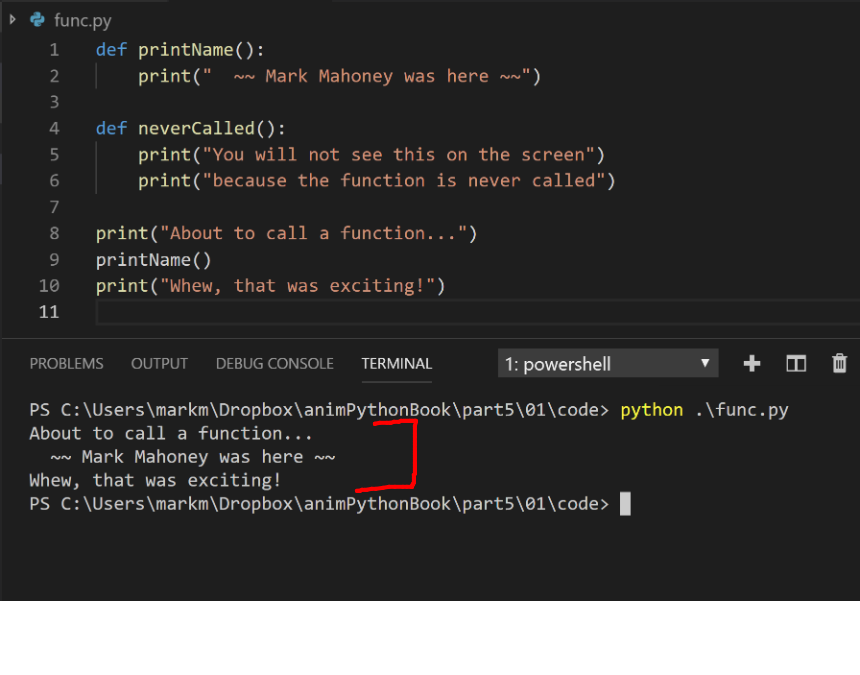 func.py
1 def printName():
2     print("  ~~ Mark Mahoney was here ~~")
3
4 def neverCalled():
5     print("You will not see this on the screen")
6     print("because the function is never called")
7
8 print("About to call a function...")
9 printName()
10 print("Whew, that was exciting!")
11
PROBLEMS OUTPUT DEBUG CONSOLE TERMINAL 1: powershell
PS C:\Users\markm\Dropbox\animPythonBook\part5\01\code> python .\func.py
About to call a function...
  ~~ Mark Mahoney was here ~~
Whew, that was exciting!
PS C:\Users\markm\Dropbox\animPythonBook\part5\01\code>